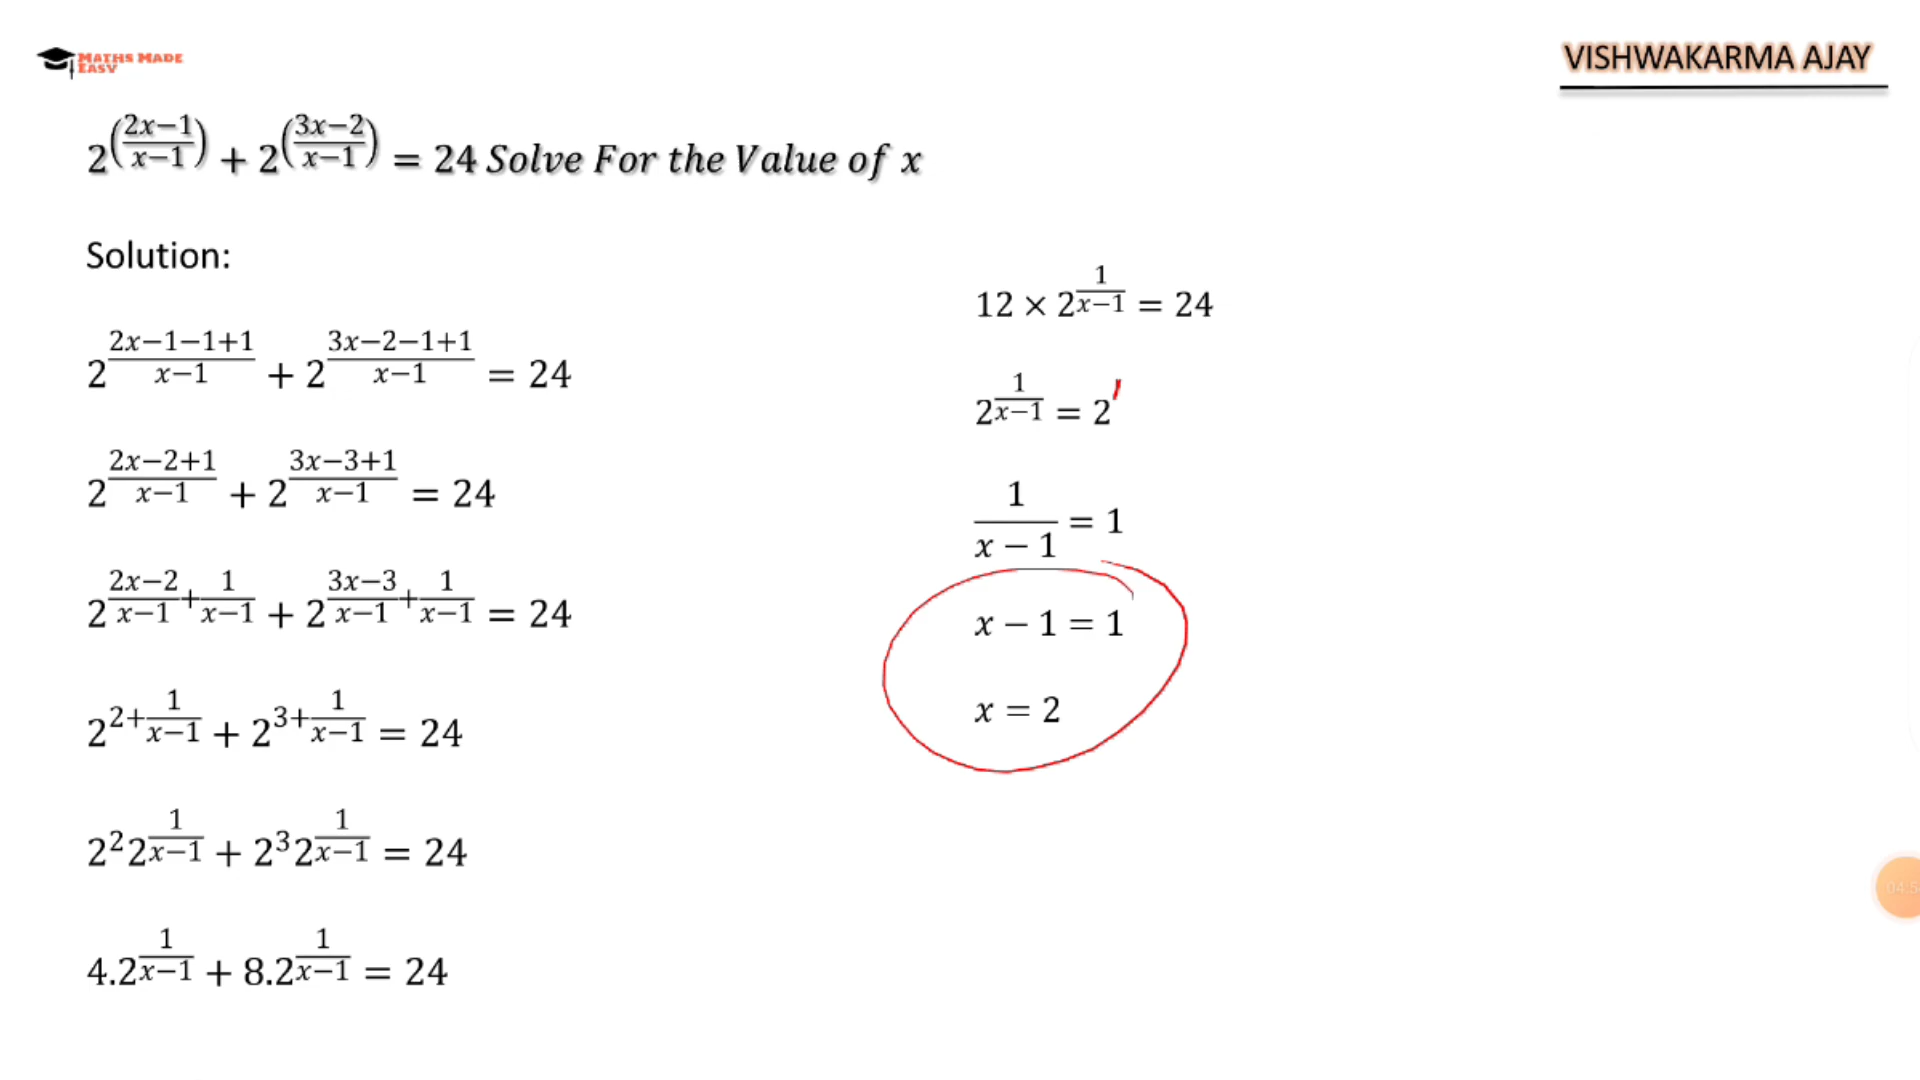 MATHS MADE
EASY
VISHWAKARMA AJAY
2^((2x−1)/(x−1)) + 2^((3x−2)/(x−1)) = 24 Solve For the Value of x
Solution:
2^((2x−1−1+1)/(x−1)) + 2^((3x−2−1+1)/(x−1)) = 24
2^((2x−2+1)/(x−1)) + 2^((3x−3+1)/(x−1)) = 24
2^((2x−2)/(x−1)+1/(x−1)) + 2^((3x−3)/(x−1)+1/(x−1)) = 24
2^(2+1/(x−1)) + 2^(3+1/(x−1)) = 24
2^2 2^(1/(x−1)) + 2^3 2^(1/(x−1)) = 24
4.2^(1/(x−1)) + 8.2^(1/(x−1)) = 24
12 × 2^(1/(x−1)) = 24
2^(1/(x−1)) = 2^1
1/(x − 1) = 1
x − 1 = 1
x = 2